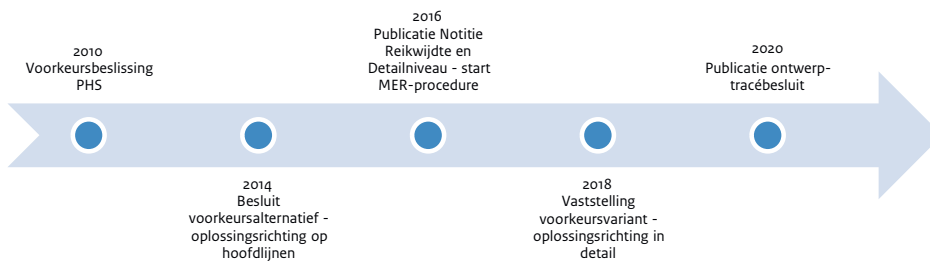 2010
Voorkeursbeslissing
PHS
2014
Besluit
voorkeursalternatief -
oplossingsrichting op
hoofdlijnen
2016
Publicatie Notitie
Reikwijdte en
Detailniveau - start
MER-procedure
2018
Vaststelling
voorkeursvariant -
oplossingsrichting in
detail
2020
Publicatie ontwerp-
tracébesluit